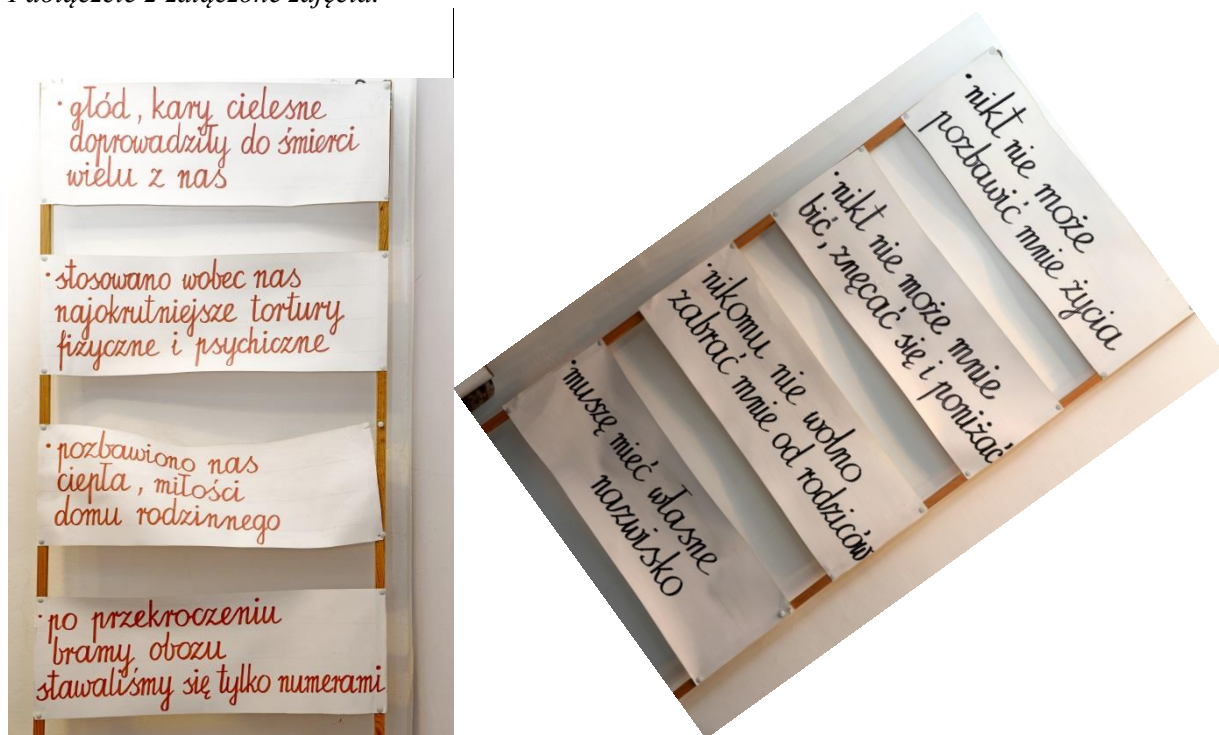 · głód, kary cielesne
doprowadziły do śmierci
wielu z nas
· stosowano wobec nas
najokrutniejsze tortury
fizyczne i psychiczne
· pozbawiono nas
ciepła, miłości
domu rodzinnego
· po przekroczeniu
bramy obozu
stawaliśmy się tylko numerami
· nikt nie może
pozbawić mnie życia
· nikt nie może mnie
bić, znęcać się i poniżać
· nikomu nie wolno
zabrać mnie od rodziców
· muszę mieć własne
nazwisko